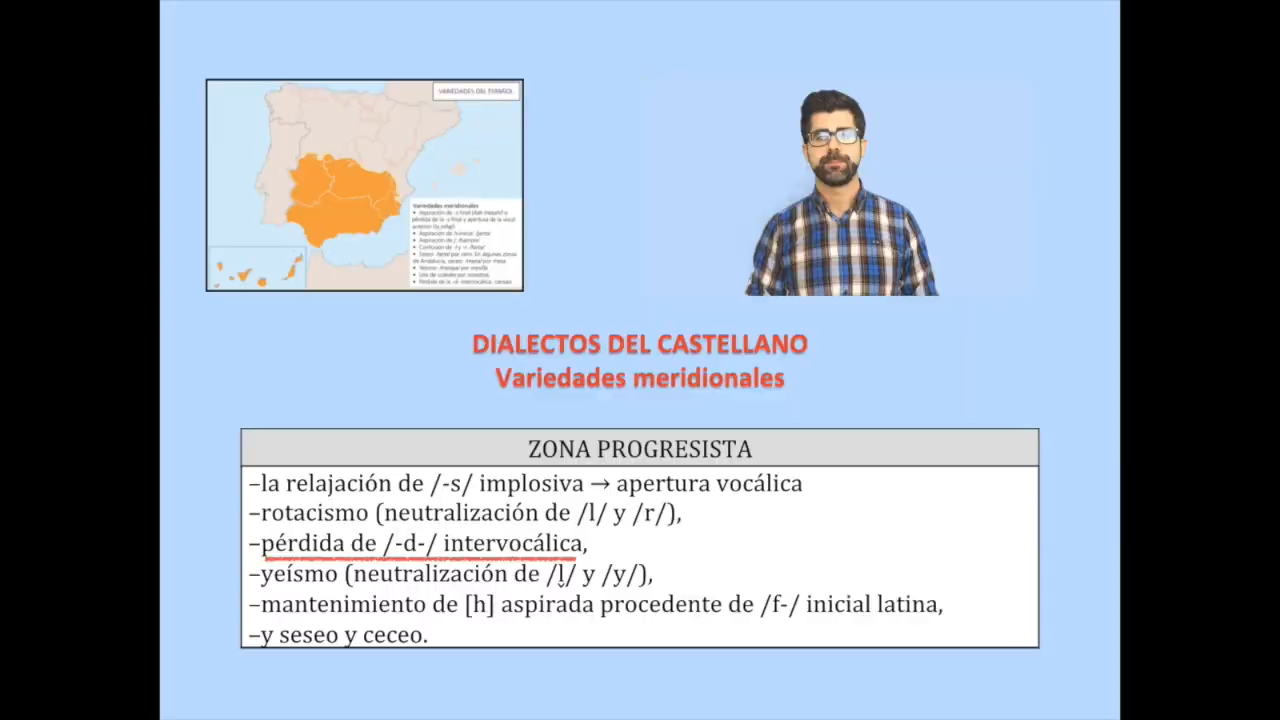 VARIEDADES DEL ESPAÑOL
Variedades meridionales
DIALECTOS DEL CASTELLANO
Variedades meridionales
ZONA PROGRESISTA
–la relajación de /-s/ implosiva → apertura vocálica
–rotacismo (neutralización de /l/ y /r/),
–pérdida de /-d-/ intervocálica,
–yeísmo (neutralización de /l̬/ y /y/),
–mantenimiento de [h] aspirada procedente de /f-/ inicial latina,
–y seseo y ceceo.